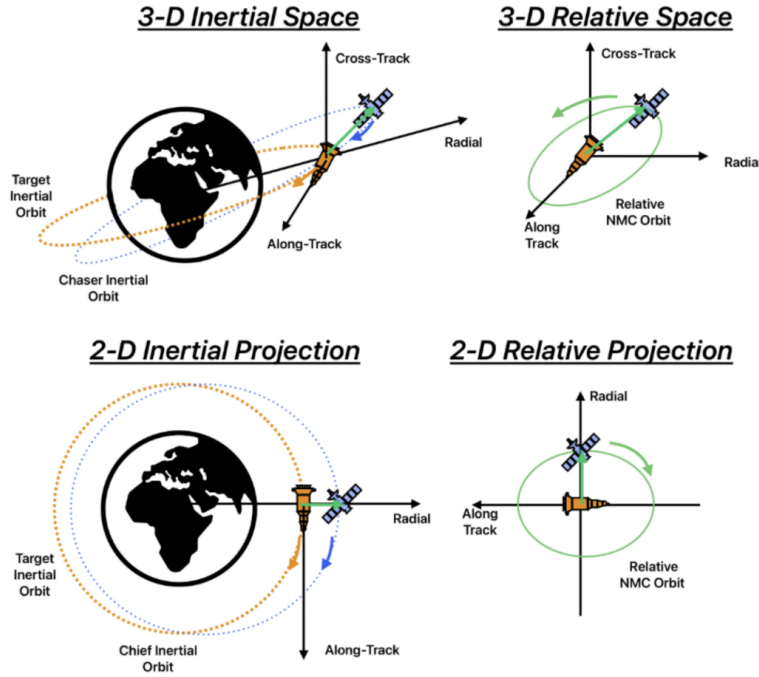 3-D Inertial Space
3-D Relative Space
Cross-Track
Radial
Along-Track
Target
Inertial
Orbit
Chaser Inertial
Orbit
Cross-Track
Radia
Relative
NMC Orbit
Along
Track
2-D Inertial Projection
2-D Relative Projection
Radial
Along-Track
Target
Inertial
Orbit
Chief Inertial
Orbit
Radial
Along
Track
Relative
NMC Orbit